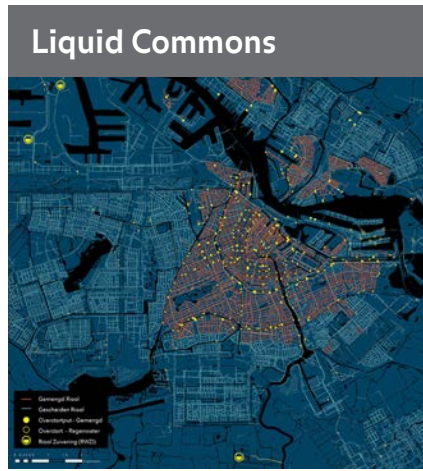 Liquid Commons
Gemengd Riool
Gescheiden Riool
Overstortput - Gemengd
Overstort - Regenwater
Riool Zuivering (RWZI)